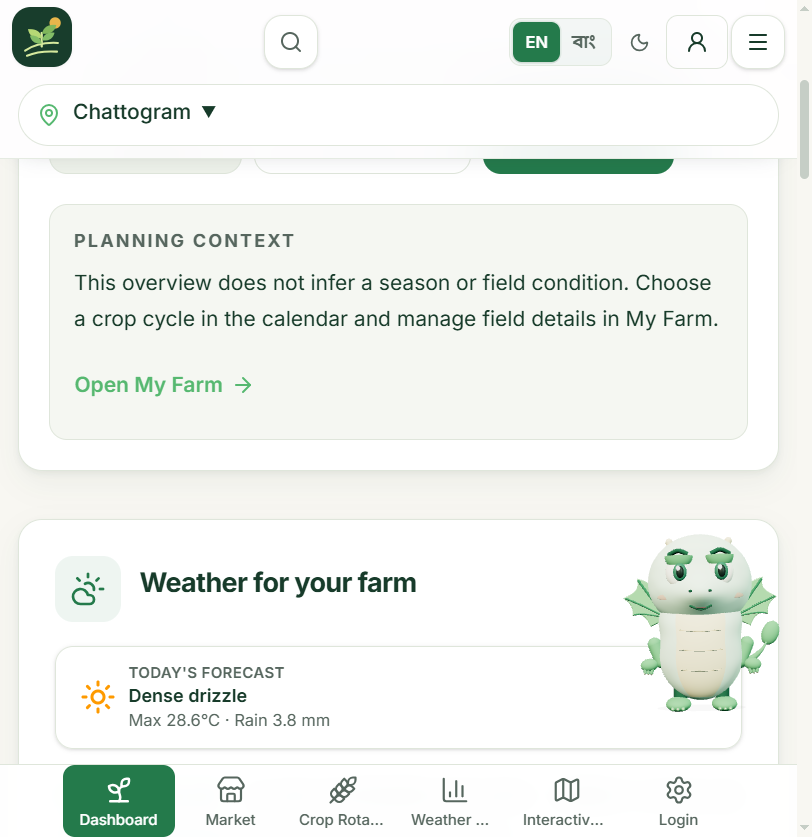 EN
বাং
Chattogram ▼
PLANNING CONTEXT
This overview does not infer a season or field condition. Choose
a crop cycle in the calendar and manage field details in My Farm.
Open My Farm →
Weather for your farm
TODAY'S FORECAST
Dense drizzle
Max 28.6°C · Rain 3.8 mm
Dashboard
Market
Crop Rota...
Weather ...
Interactiv...
Login